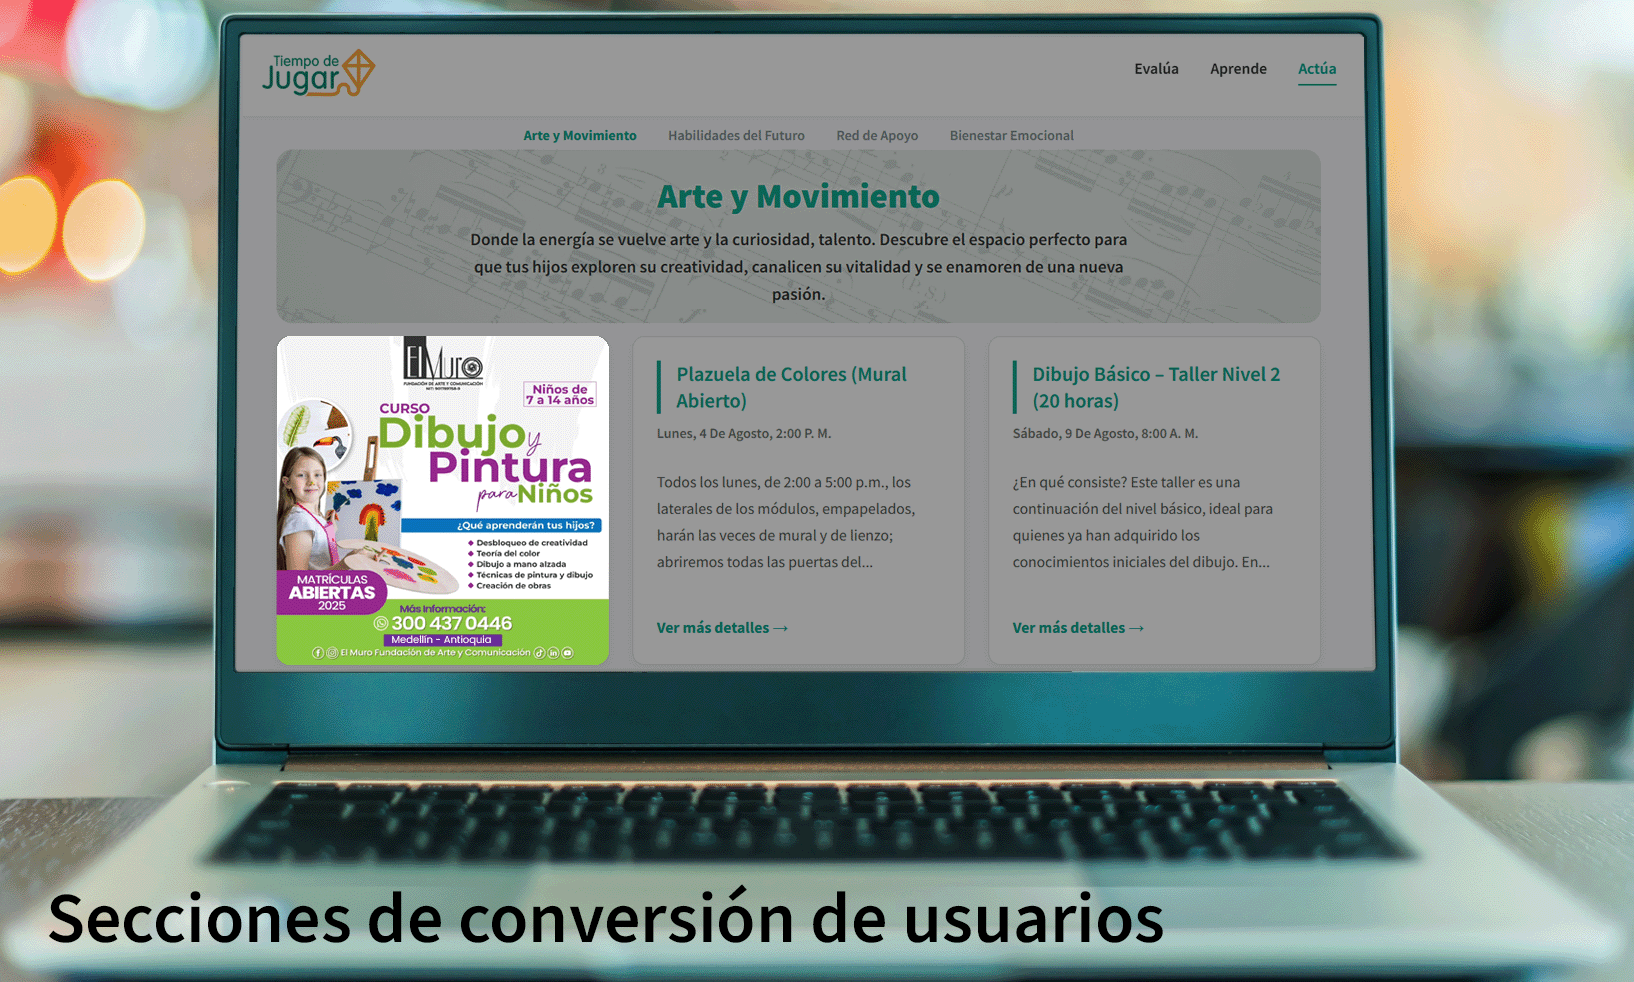 Tiempo de
Jugar
Evalúa
Aprende
Actúa
Arte y Movimiento
Habilidades del Futuro
Red de Apoyo
Bienestar Emocional
Arte y Movimiento
Donde la energía se vuelve arte y la curiosidad, talento. Descubre el espacio perfecto para
que tus hijos exploren su creatividad, canalicen su vitalidad y se enamoren de una nueva
pasión.
El Muro
FUNDACIÓN DE ARTE Y COMUNICACIÓN
Niños de
7 a 14 años
CURSO
Dibujo y
Pintura
para Niños
¿Qué aprenderán tus hijos?
Desbloqueo de creatividad
Teoría del color
Dibujo a mano alzada
Técnicas de pintura y dibujo
Creación de obras
MATRÍCULAS
ABIERTAS
2025
Más Información:
300 437 0446
Medellín - Antioquia
El Muro Fundación de Arte y Comunicación
Plazuela de Colores (Mural
Abierto)
Lunes, 4 De Agosto, 2:00 P. M.
Todos los lunes, de 2:00 a 5:00 p.m., los
laterales de los módulos, empapelados,
harán las veces de mural y de lienzo;
abriremos todas las puertas del...
Ver más detalles →
Dibujo Básico – Taller Nivel 2
(20 horas)
Sábado, 9 De Agosto, 8:00 A. M.
¿En qué consiste? Este taller es una
continuación del nivel básico, ideal para
quienes ya han adquirido los
conocimientos iniciales del dibujo. En...
Ver más detalles →
Secciones de conversión de usuarios